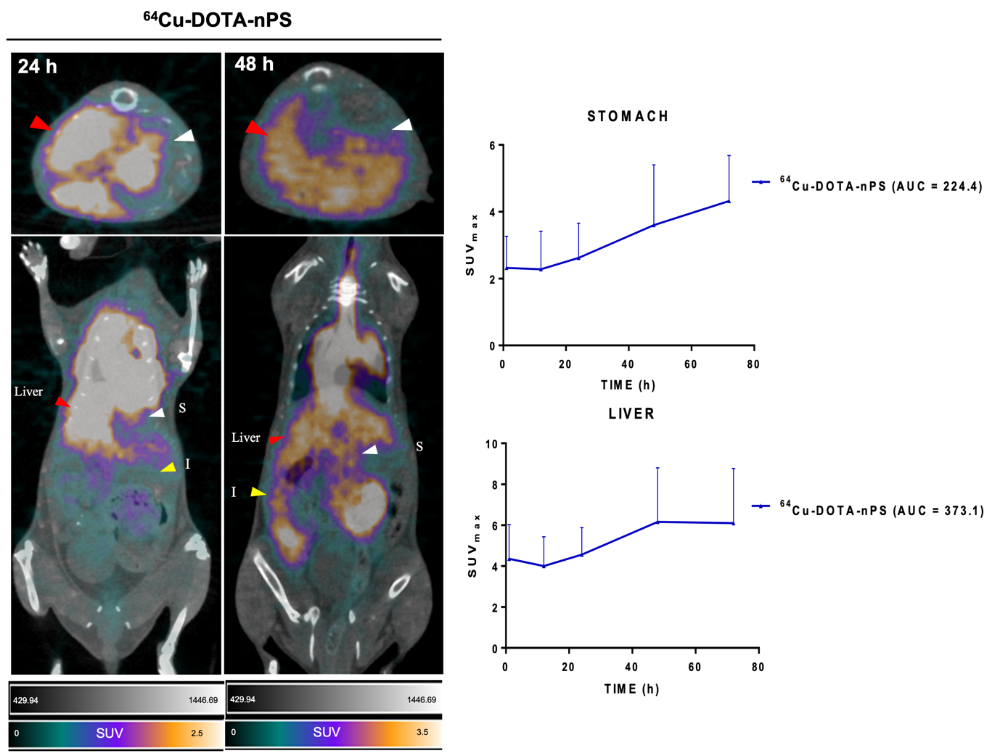 ⁶⁴Cu-DOTA-nPS
24 h
48 h
Liver
S
I
Liver
S
I
429.94
1446.69
429.94
1446.69
0
SUV
2.5
0
SUV
3.5
STOMACH
6
4
2
0
SUVmax
0
20
40
60
80
TIME (h)
⁶⁴Cu-DOTA-nPS (AUC = 224.4)
LIVER
10
8
6
4
2
0
SUVmax
0
20
40
60
80
TIME (h)
⁶⁴Cu-DOTA-nPS (AUC = 373.1)